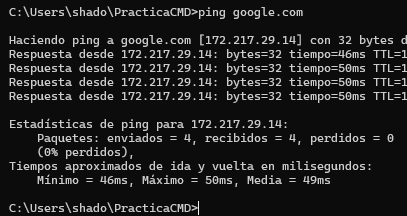 C:\Users\shado\PracticaCMD>ping google.com
Haciendo ping a google.com [172.217.29.14] con 32 bytes d
Respuesta desde 172.217.29.14: bytes=32 tiempo=46ms TTL=1
Respuesta desde 172.217.29.14: bytes=32 tiempo=50ms TTL=1
Respuesta desde 172.217.29.14: bytes=32 tiempo=50ms TTL=1
Respuesta desde 172.217.29.14: bytes=32 tiempo=50ms TTL=1
Estadísticas de ping para 172.217.29.14:
Paquetes: enviados = 4, recibidos = 4, perdidos = 0
(0% perdidos),
Tiempos aproximados de ida y vuelta en milisegundos:
Mínimo = 46ms, Máximo = 50ms, Media = 49ms
C:\Users\shado\PracticaCMD>